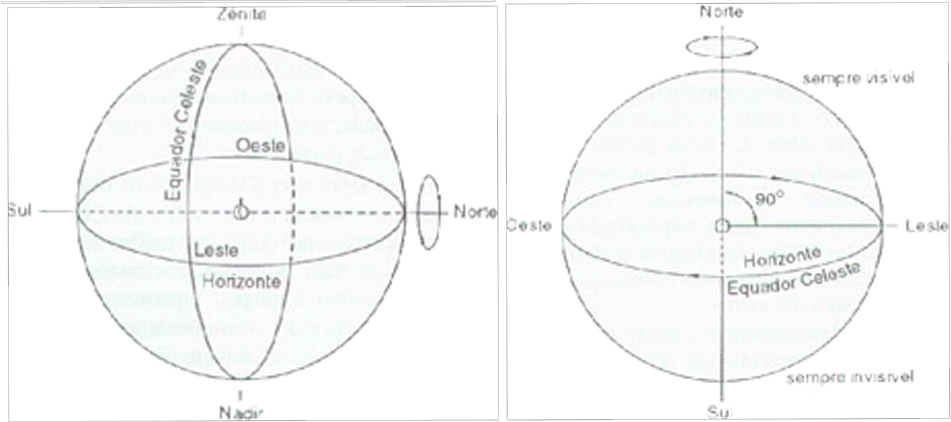 Zênite
Equador Celeste
Oeste
Sul
Norte
Leste
Horizonte
Nadir
Norte
sempre visível
90º
Oeste
Leste
Horizonte
Equador Celeste
sempre invisível
Sul